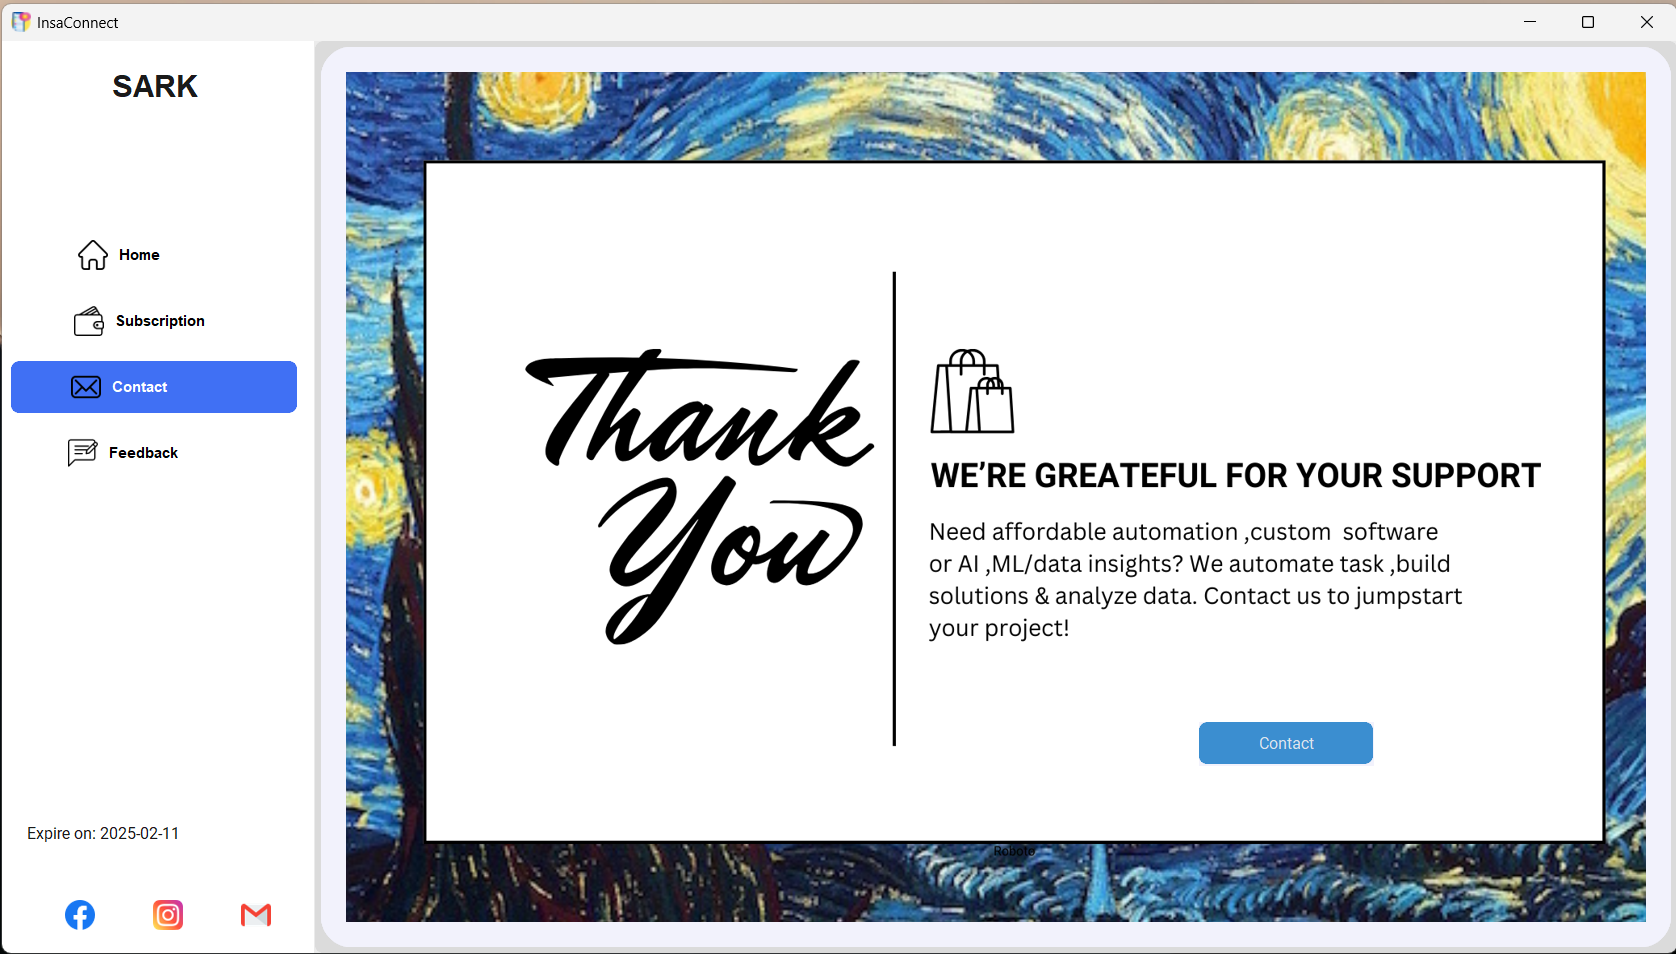 InsaConnect
SARK
Home
Subscription
Contact
Feedback
Expire on: 2025-02-11
Thank
You
WE’RE GREATEFUL FOR YOUR SUPPORT
Need affordable automation ,custom  software
or AI ,ML/data insights? We automate task ,build
solutions & analyze data. Contact us to jumpstart
your project!
Contact
Roboto